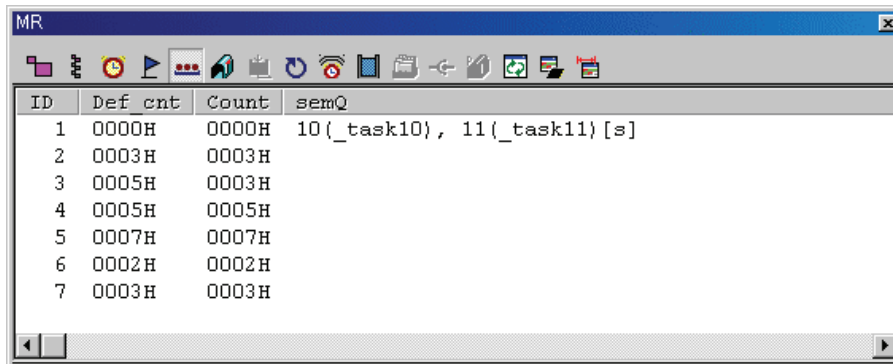 MR
ID Def_cnt Count semQ
1 0000H 0000H 10(_task10), 11(_task11)[s]
2 0003H 0003H
3 0005H 0003H
4 0005H 0005H
5 0007H 0007H
6 0002H 0002H
7 0003H 0003H